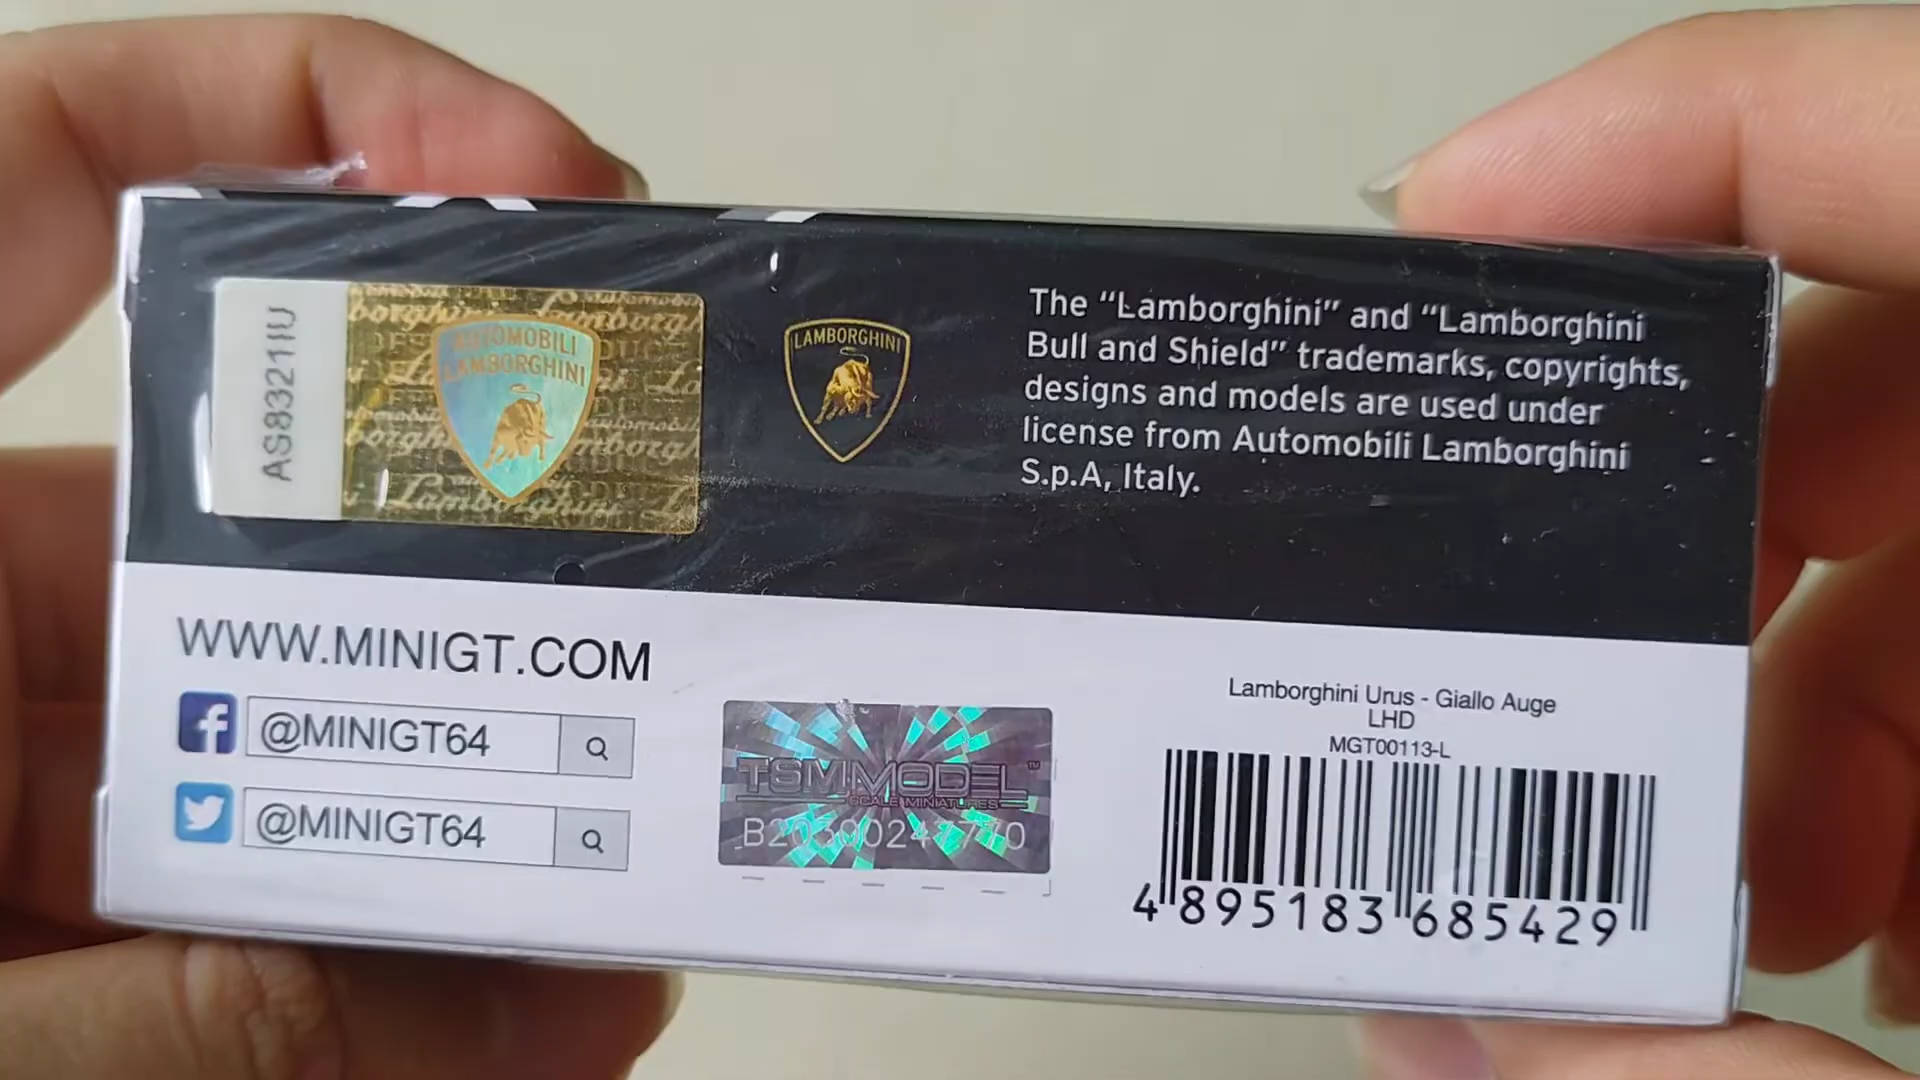 AS8321IU
AUTOMOBILI
LAMBORGHINI
LAMBORGHINI
The “Lamborghini” and “Lamborghini
Bull and Shield” trademarks, copyrights,
designs and models are used under
license from Automobili Lamborghini
S.p.A, Italy.
WWW.MINIGT.COM
@MINIGT64
@MINIGT64
TSMMODEL™
SCALE MINIATURES
Lamborghini Urus - Giallo Auge
LHD
MGT00113-L
4 895183 685429